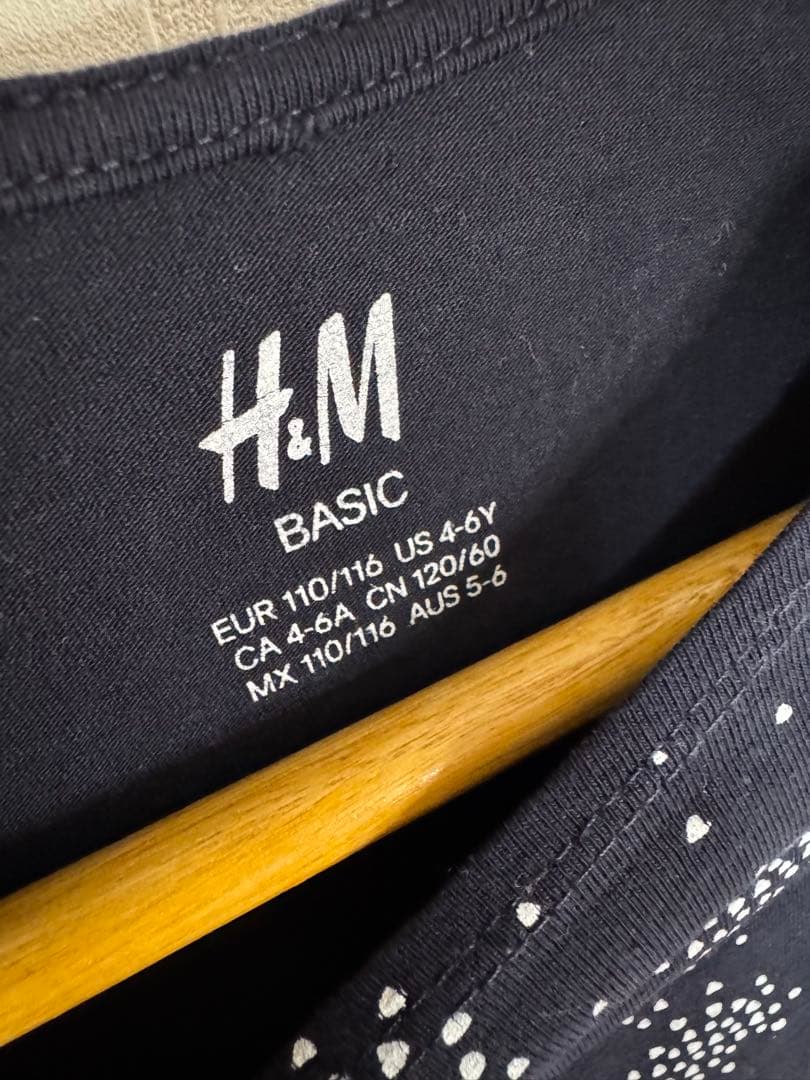 H&M
BASIC
EUR 110/116 US 4-6Y
CA 4-6A CN 120/60
MX 110/116 AUS 5-6